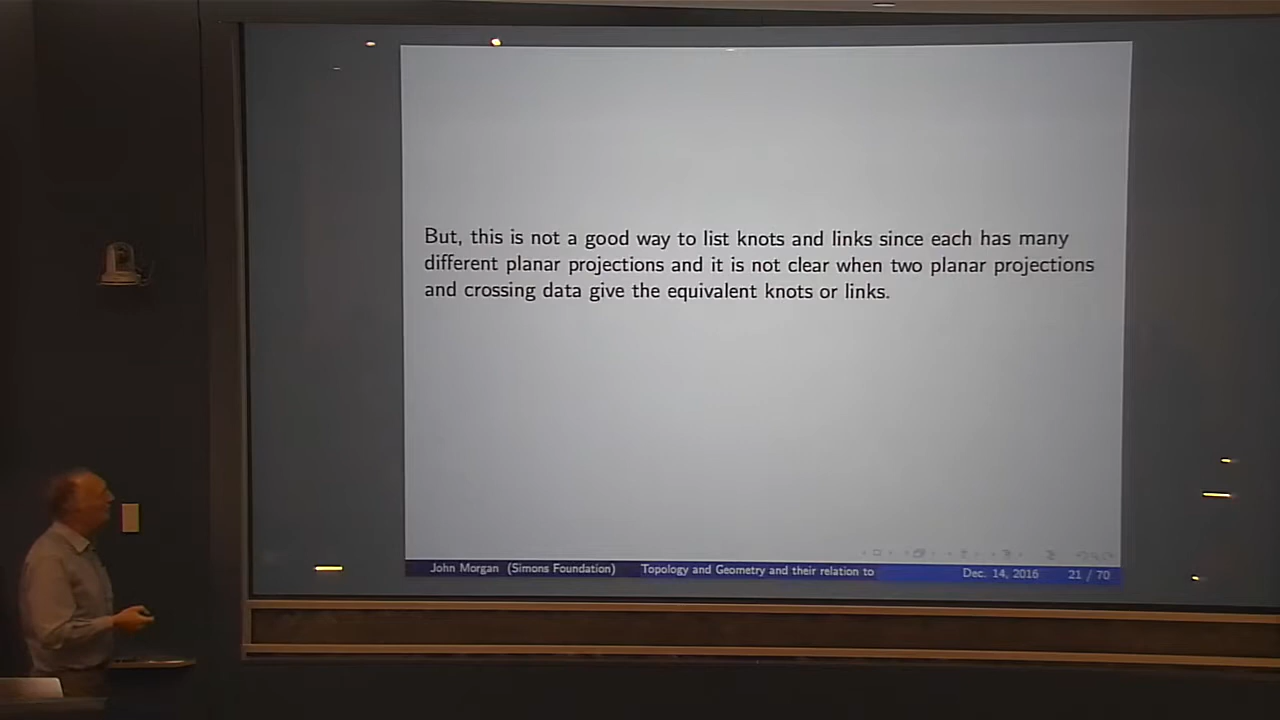 But, this is not a good way to list knots and links since each has many
different planar projections and it is not clear when two planar projections
and crossing data give the equivalent knots or links.
John Morgan (Simons Foundation) Topology and Geometry and their relation to Dec. 14, 2016 21 / 70